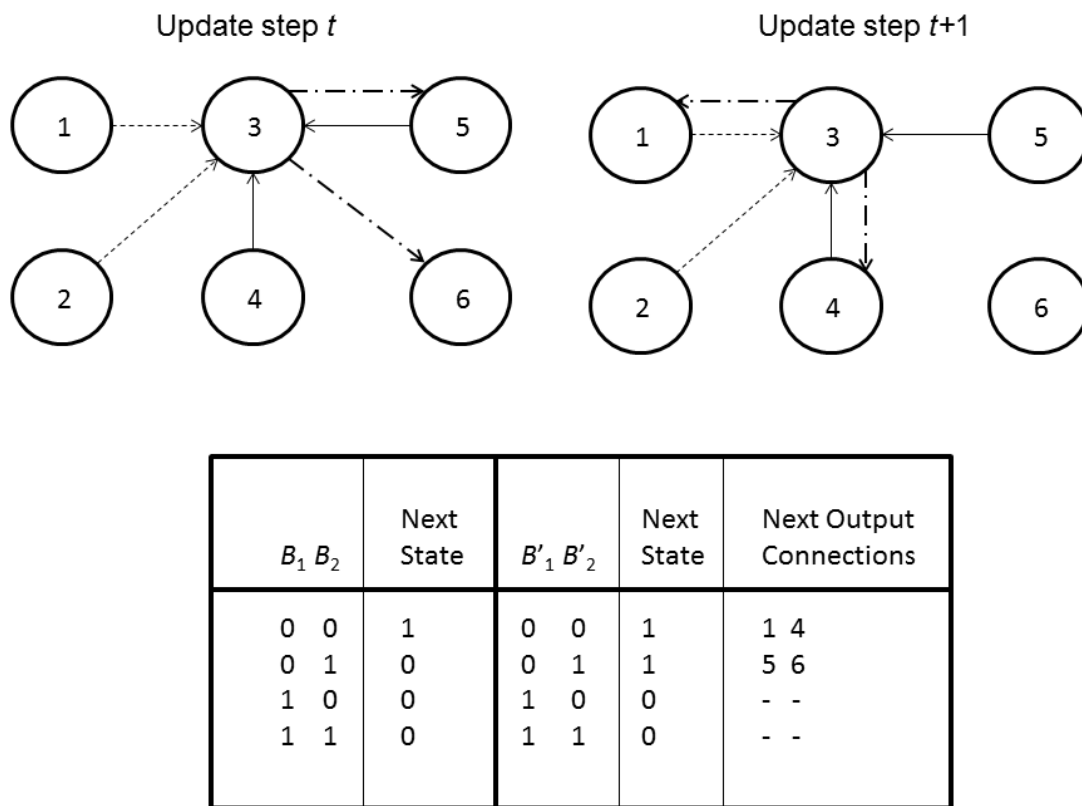 Update step t
Update step t+1
1 3 5
2 4 6
1 3 5
2 4 6
B1 B2 Next State B'1 B'2 Next State Next Output Connections
0 0 1 0 0 1 1 4
0 1 0 0 1 1 5 6
1 0 0 1 0 0 - -
1 1 0 1 1 0 - -